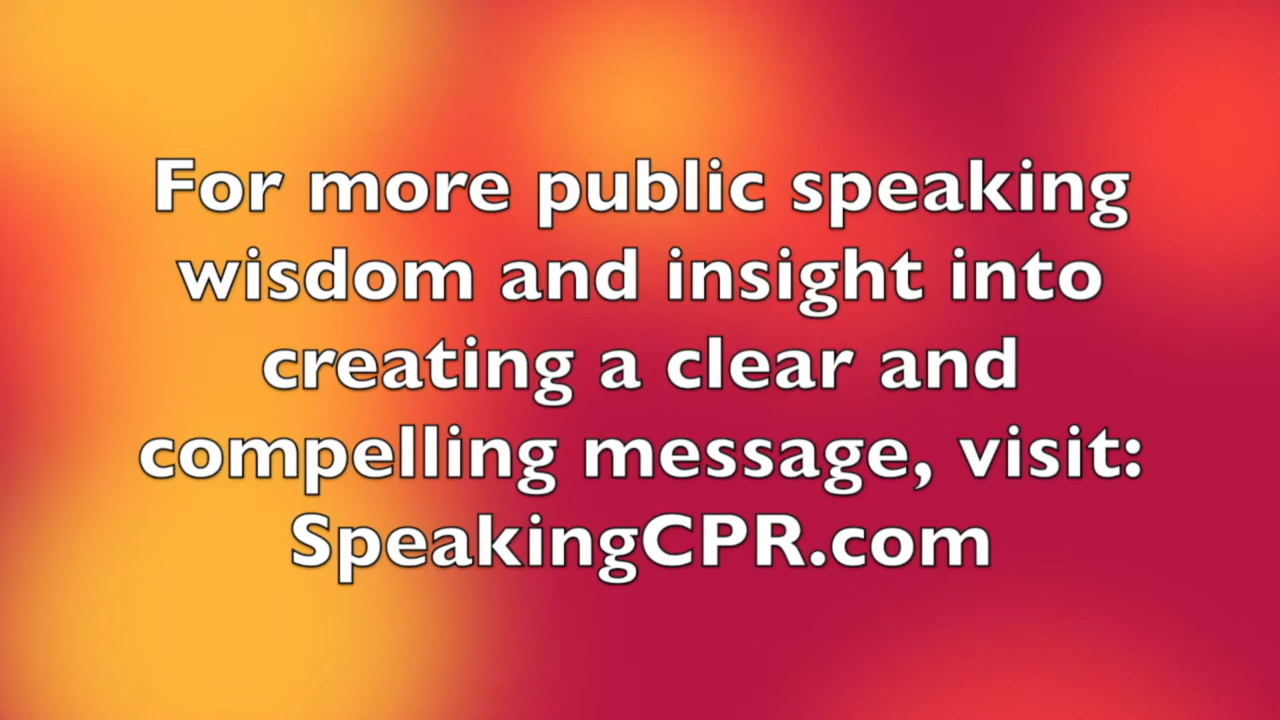 For more public speaking
wisdom and insight into
creating a clear and
compelling message, visit:
SpeakingCPR.com